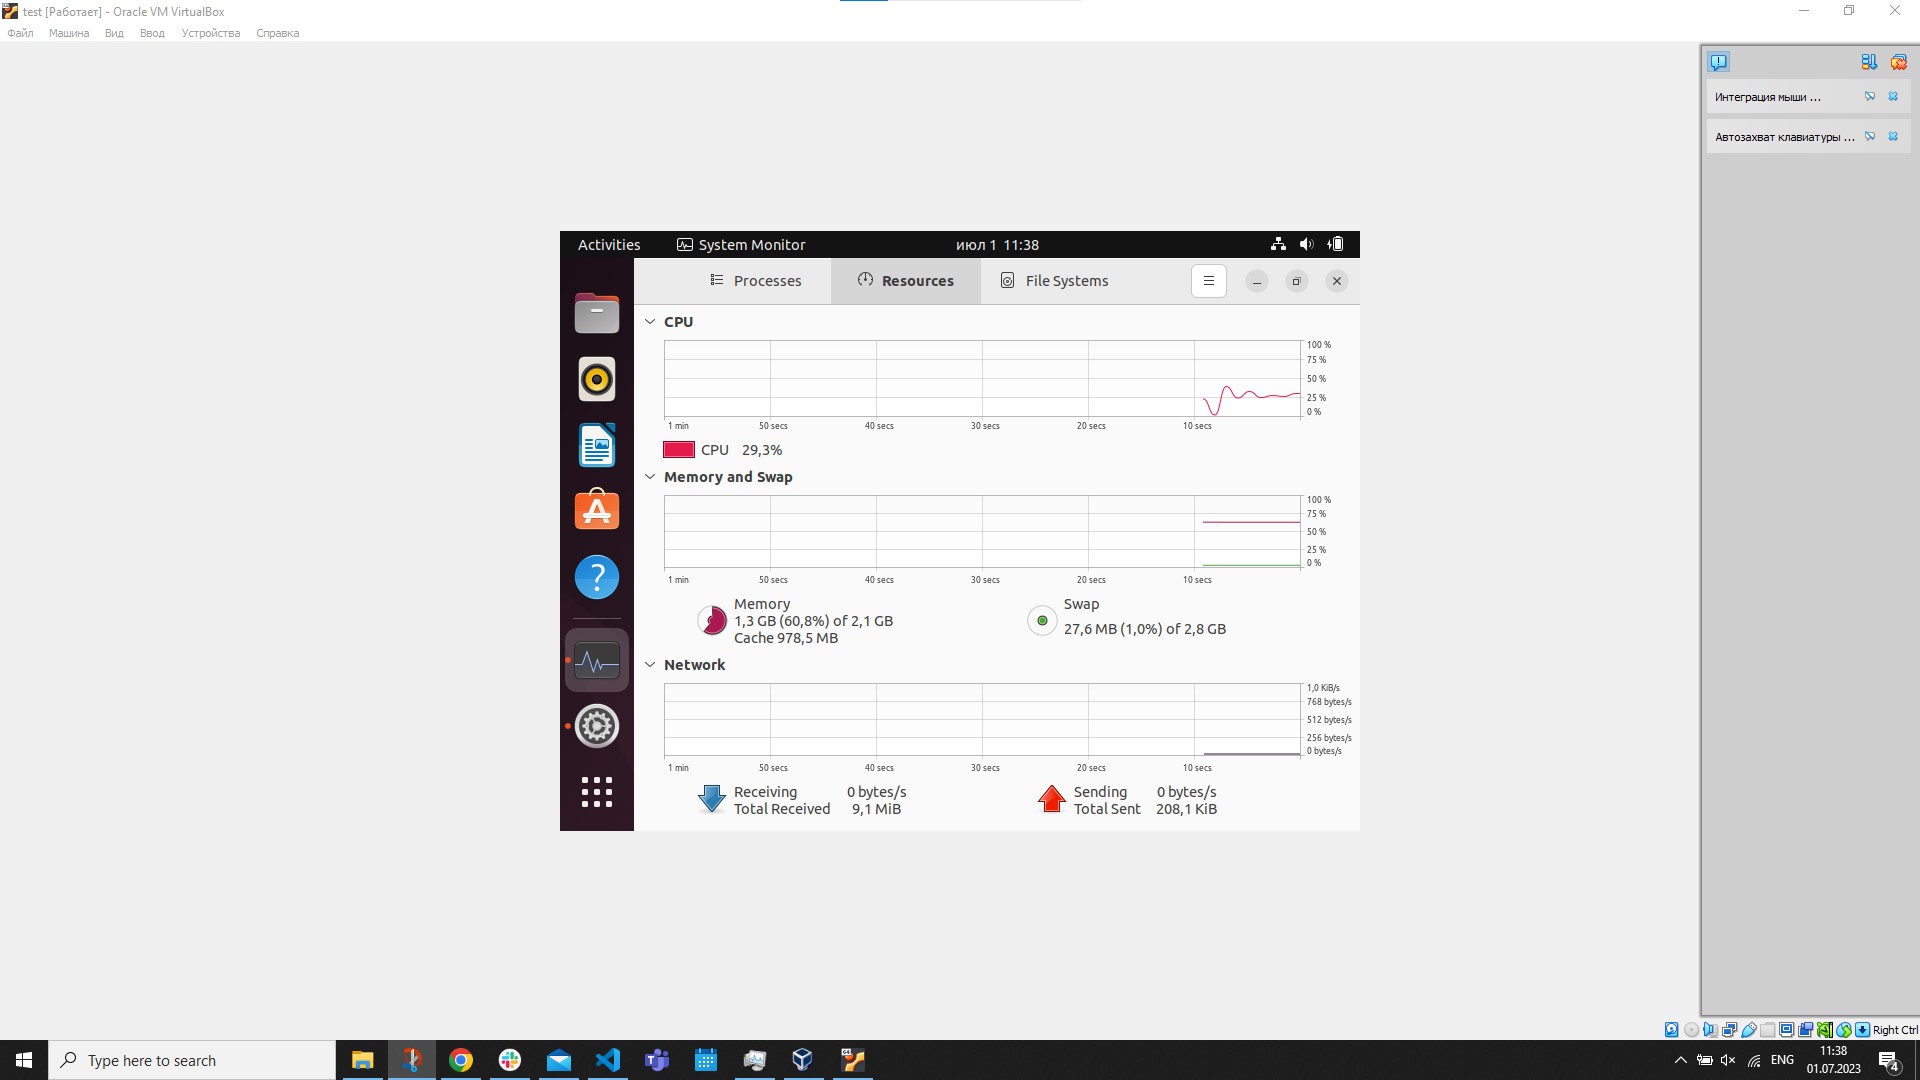 test [Работает] - Oracle VM VirtualBox
Файл Машина Вид Ввод Устройства Справка
Интеграция мыши ...
Автозахват клавиатуры ...
Activities System Monitor июл 1 11:38
Processes Resources File Systems
CPU
100 %
75 %
50 %
25 %
0 %
1 min 50 secs 40 secs 30 secs 20 secs 10 secs
CPU 29,3%
Memory and Swap
100 %
75 %
50 %
25 %
0 %
1 min 50 secs 40 secs 30 secs 20 secs 10 secs
Memory
1,3 GB (60,8%) of 2,1 GB
Cache 978,5 MB
Swap
27,6 MB (1,0%) of 2,8 GB
Network
1,0 KiB/s
768 bytes/s
512 bytes/s
256 bytes/s
0 bytes/s
1 min 50 secs 40 secs 30 secs 20 secs 10 secs
Receiving 0 bytes/s
Total Received 9,1 MiB
Sending 0 bytes/s
Total Sent 208,1 KiB
Right Ctrl
Type here to search
ENG
11:38
01.07.2023
4